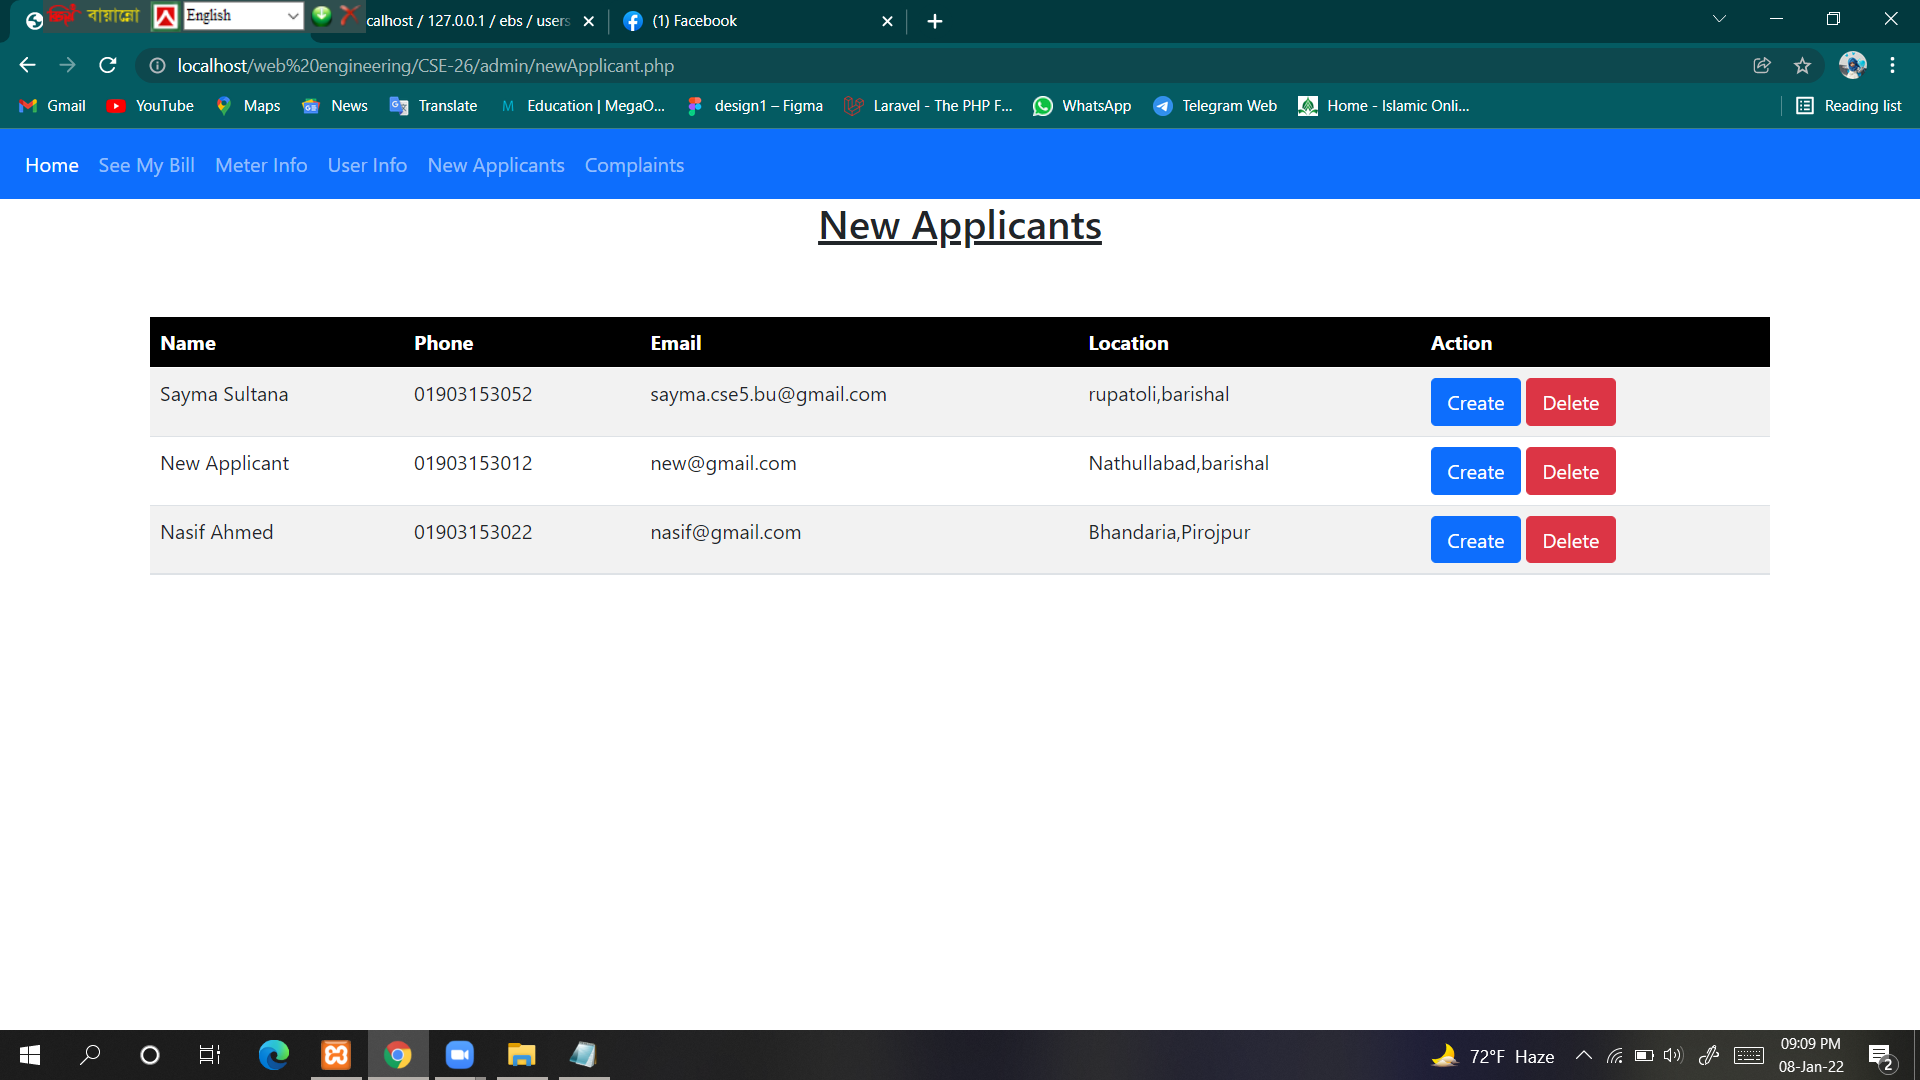 বায়ান্নো English calhost / 127.0.0.1 / ebs / users (1) Facebook
localhost/web%20engineering/CSE-26/admin/newApplicant.php
Gmail YouTube Maps News Translate Education | MegaO... design1 – Figma Laravel - The PHP F... WhatsApp Telegram Web Home - Islamic Onli... Reading list
Home See My Bill Meter Info User Info New Applicants Complaints
New Applicants
Name Phone Email Location Action
Sayma Sultana 01903153052 sayma.cse5.bu@gmail.com rupatoli,barishal Create Delete
New Applicant 01903153012 new@gmail.com Nathullabad,barishal Create Delete
Nasif Ahmed 01903153022 nasif@gmail.com Bhandaria,Pirojpur Create Delete
72°F Haze 09:09 PM
08-Jan-22 2